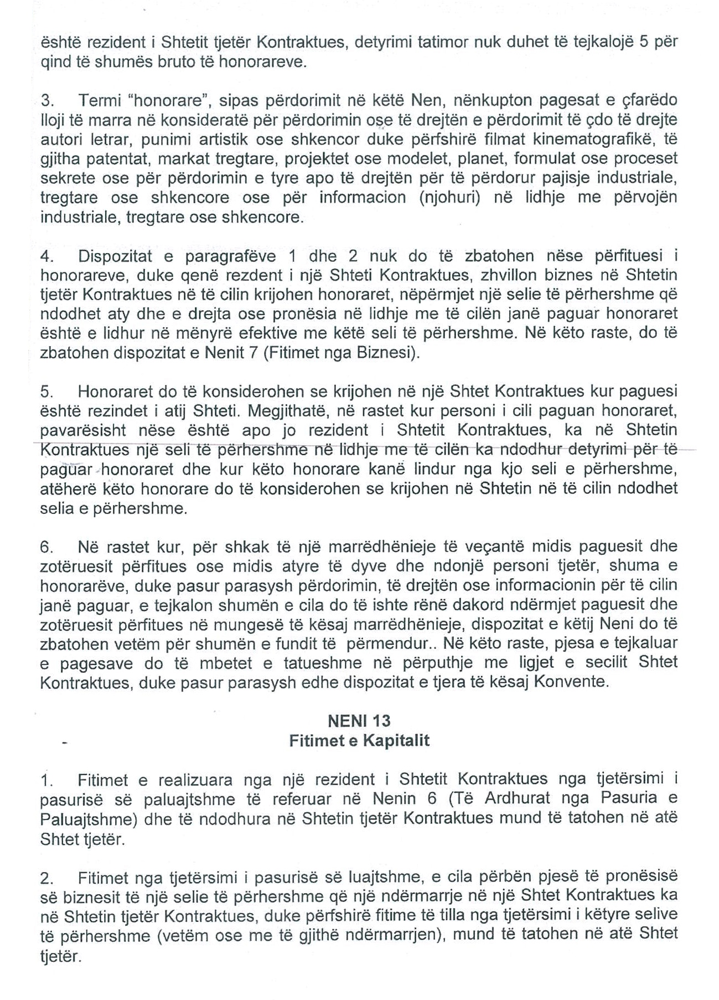 është rezident i Shtetit tjetër Kontraktues, detyrimi tatimor nuk duhet të tejkalojë 5 për
qind të shumës bruto të honorareve.
3. Termi “honorare”, sipas përdorimit në këtë Nen, nënkupton pagesat e çfarëdo
lloji të marra në konsideratë për përdorimin ose të drejtën e përdorimit të çdo të drejte
autori letrar, punimi artistik ose shkencor duke përfshirë filmat kinematografikë, të
gjitha patentat, markat tregtare, projektet ose modelet, planet, formulat ose proceset
sekrete ose për përdorimin e tyre apo të drejtën për të përdorur pajisje industriale,
tregtare ose shkencore ose për informacion (njohuri) në lidhje me përvojën
industriale, tregtare ose shkencore.
4. Dispozitat e paragrafëve 1 dhe 2 nuk do të zbatohen nëse përfituesi i
honorareve, duke qenë rezdent i një Shteti Kontraktues, zhvillon biznes në Shtetin
tjetër Kontraktues në të cilin krijohen honoraret, nëpërmjet një selie të përhershme që
ndodhet aty dhe e drejta ose pronësia në lidhje me të cilën janë paguar honoraret
është e lidhur në mënyrë efektive me këtë seli të përhershme. Në këto raste, do të
zbatohen dispozitat e Nenit 7 (Fitimet nga Biznesi).
5. Honoraret do të konsiderohen se krijohen në një Shtet Kontraktues kur paguesi
është rezindet i atij Shteti. Megjithatë, në rastet kur personi i cili paguan honoraret,
pavarësisht nëse është apo jo rezident i Shtetit Kontraktues, ka në Shtetin
Kontraktues një seli të përhershme në lidhje me të cilën ka ndodhur detyrimi për të
paguar honoraret dhe kur këto honorare kanë lindur nga kjo seli e përhershme,
atëherë këto honorare do të konsiderohen se krijohen në Shtetin në të cilin ndodhet
selia e përhershme.
6. Në rastet kur, për shkak të një marrëdhënieje të veçantë midis paguesit dhe
zotëruesit përfitues ose midis atyre të dyve dhe ndonjë personi tjetër, shuma e
honorarëve, duke pasur parasysh përdorimin, të drejtën ose informacionin për të cilin
janë paguar, e tejkalon shumën e cila do të ishte rënë dakord ndërmjet paguesit dhe
zotëruesit përfitues në mungesë të kësaj marrëdhënieje, dispozitat e këtij Neni do të
zbatohen vetëm për shumën e fundit të përmendur.. Në këto raste, pjesa e tejkaluar
e pagesave do të mbetet e tatueshme në përputhje me ligjet e secilit Shtet
Kontraktues, duke pasur parasysh edhe dispozitat e tjera të kësaj Konvente.
NENI 13
Fitimet e Kapitalit
1. Fitimet e realizuara nga një rezident i Shtetit Kontraktues nga tjetërsimi i
pasurisë së paluajtshme të referuar në Nenin 6 (Të Ardhurat nga Pasuria e
Paluajtshme) dhe të ndodhura në Shtetin tjetër Kontraktues mund të tatohen në atë
Shtet tjetër.
2. Fitimet nga tjetërsimi i pasurisë së luajtshme, e cila përbën pjesë të pronësisë
së biznesit të një selie të përhershme që një ndërmarrje në një Shtet Kontraktues ka
në Shtetin tjetër Kontraktues, duke përfshirë fitime të tilla nga tjetërsimi i këtyre selive
të përhershme (vetëm ose me të gjithë ndërmarrjen), mund të tatohen në atë Shtet
tjetër.